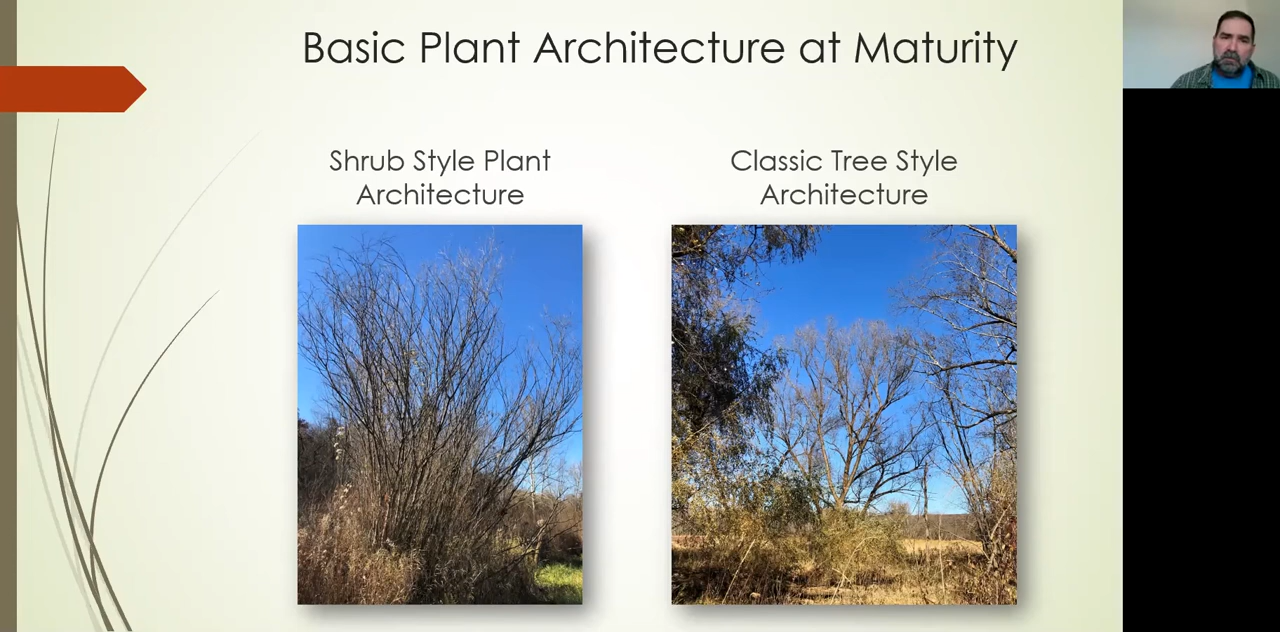 Basic Plant Architecture at Maturity
Shrub Style Plant
Architecture
Classic Tree Style
Architecture